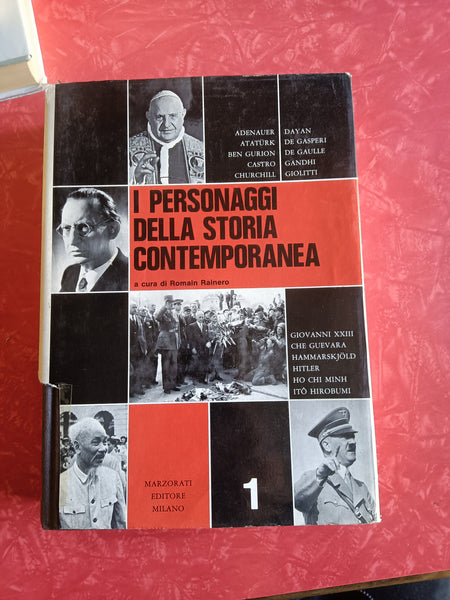 ADENAUER
ATATÜRK
BEN GURION
CASTRO
CHURCHILL
DAYAN
DE GASPERI
DE GAULLE
GANDHI
GIOLITTI
I PERSONAGGI
DELLA STORIA
CONTEMPORANEA
a cura di Romain Rainero
GIOVANNI XXIII
CHE GUEVARA
HAMMARSKJÖLD
HITLER
HO CHI MINH
ITÔ HIROBUMI
MARZORATI
EDITORE
MILANO
1